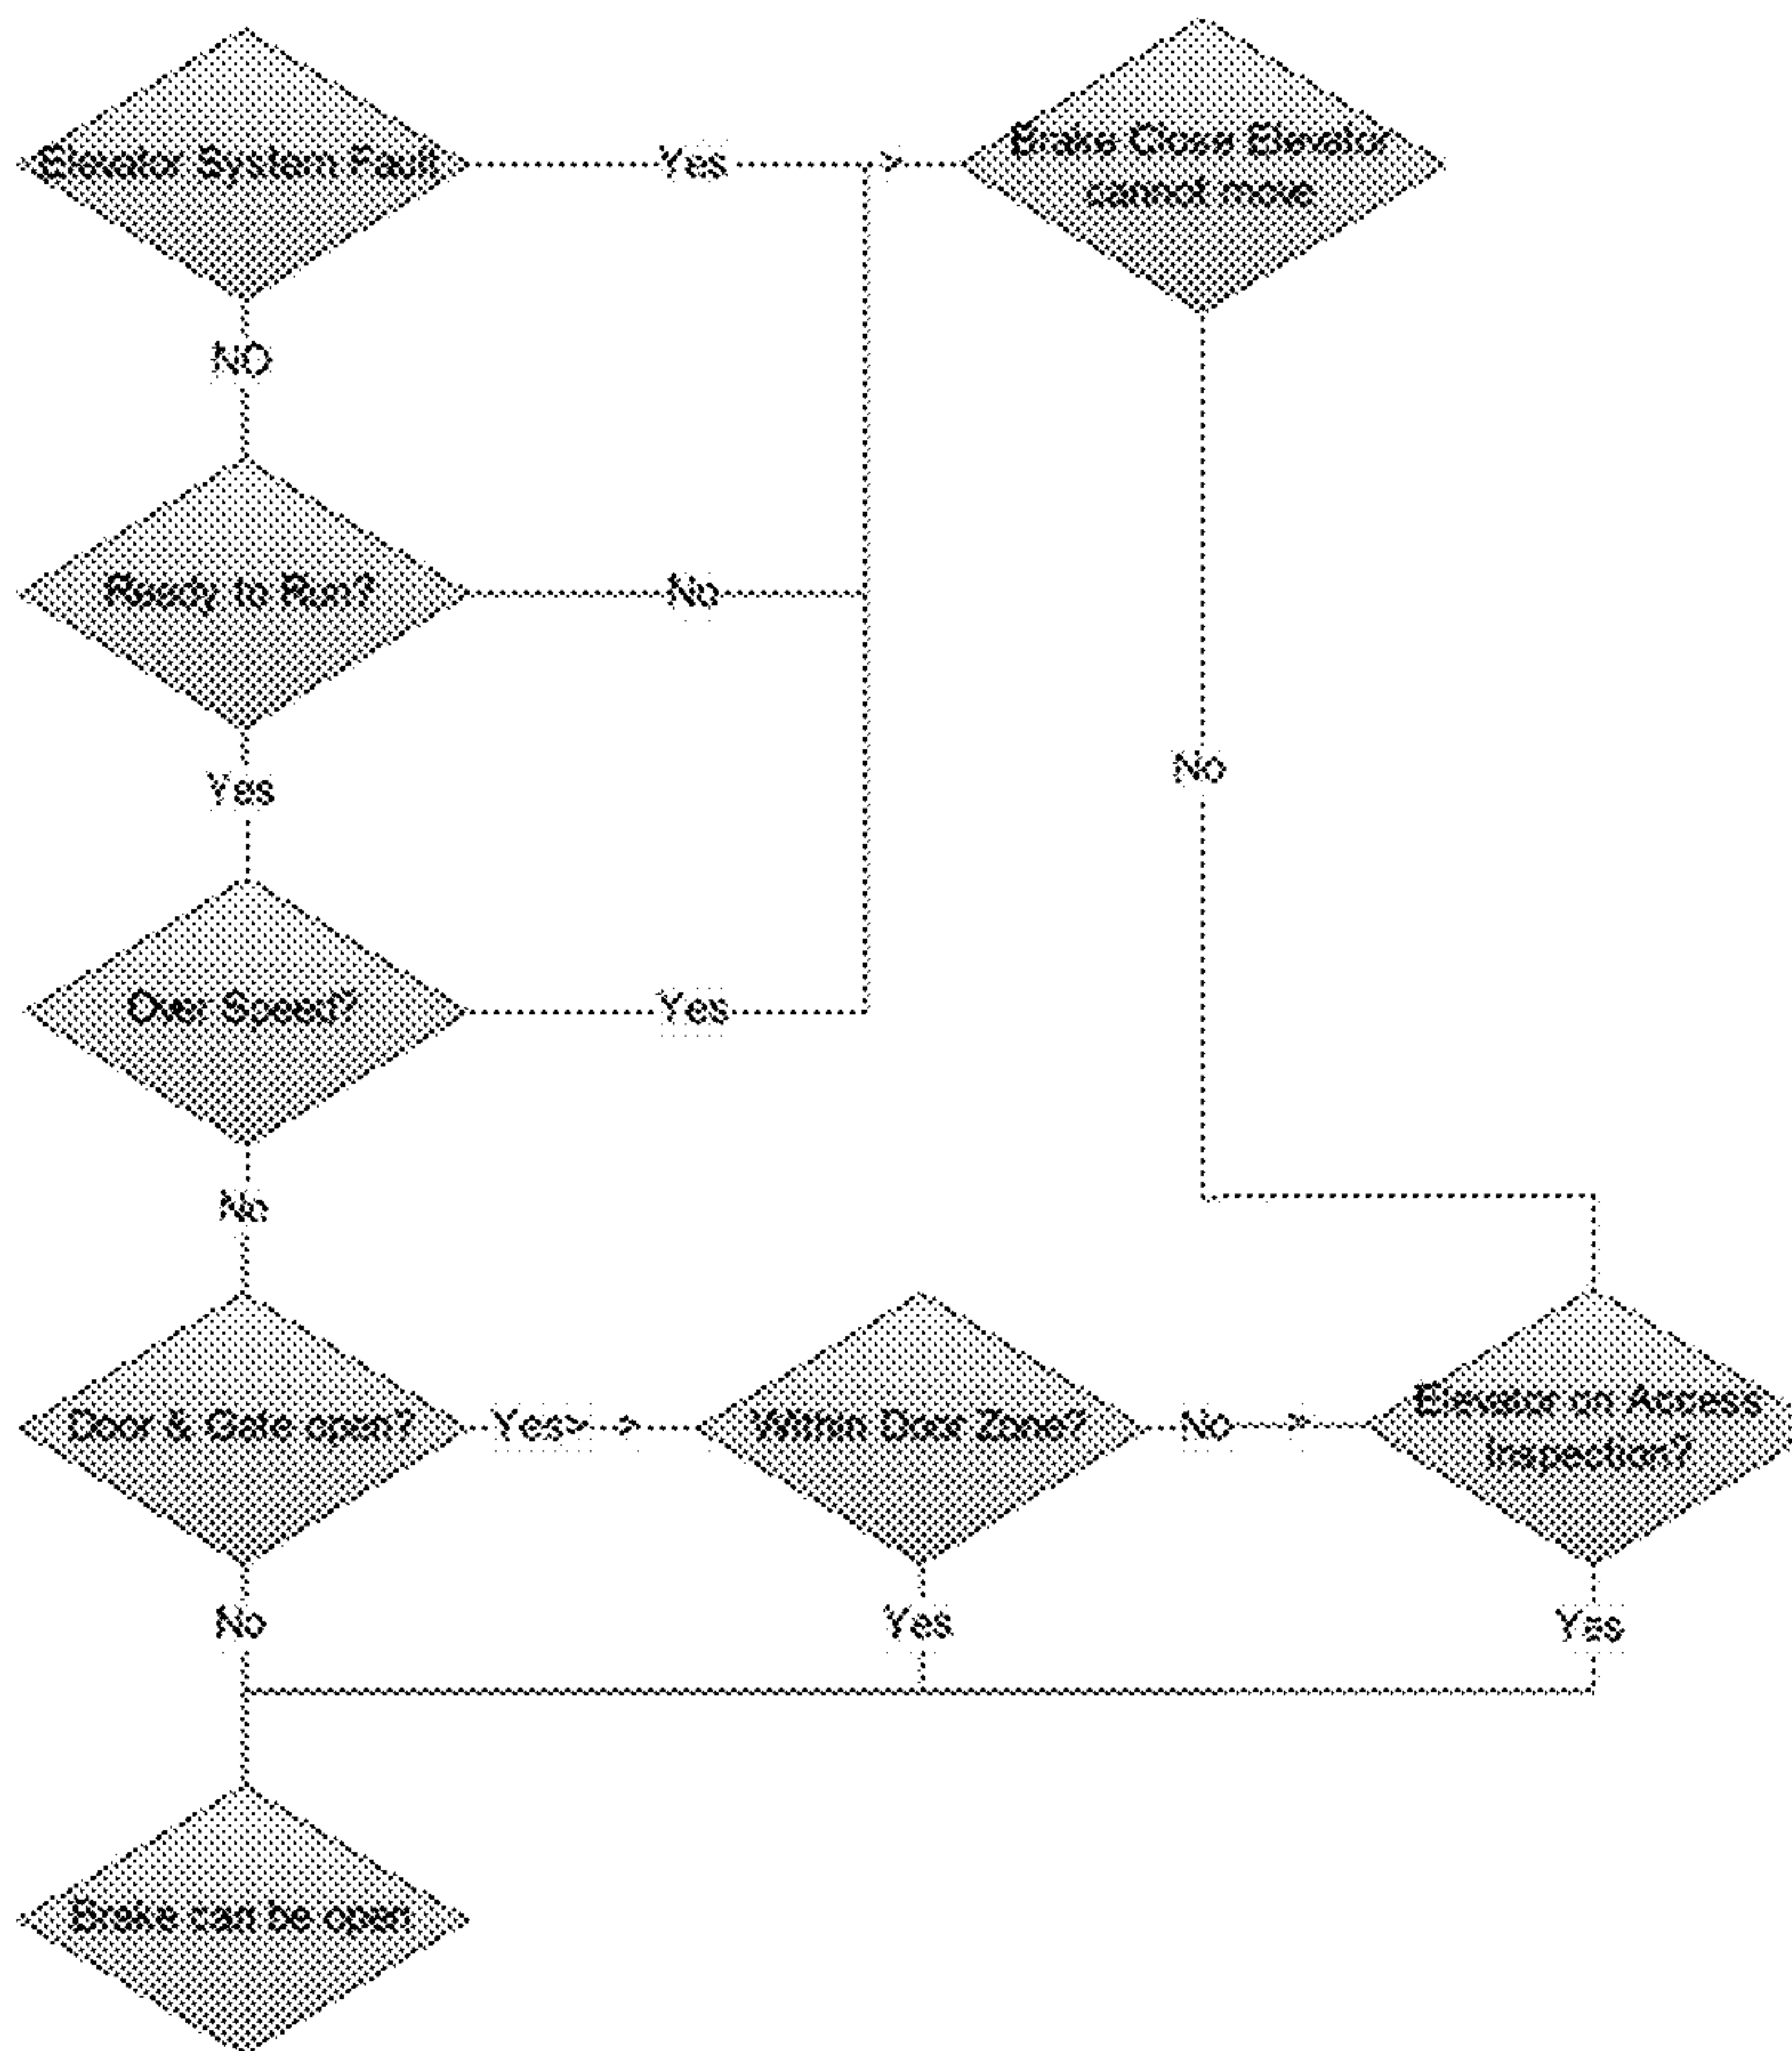 Elevator System Fault
Yes
Brake Close Elevator
cannot move
NO
Ready to Run?
No
Yes
No
Over Speed?
Yes
No
Door & Gate open?
Yes>
Within Door Zone?
No
Elevator on Access
Inspection?
No
Yes
Yes
Brake can be open